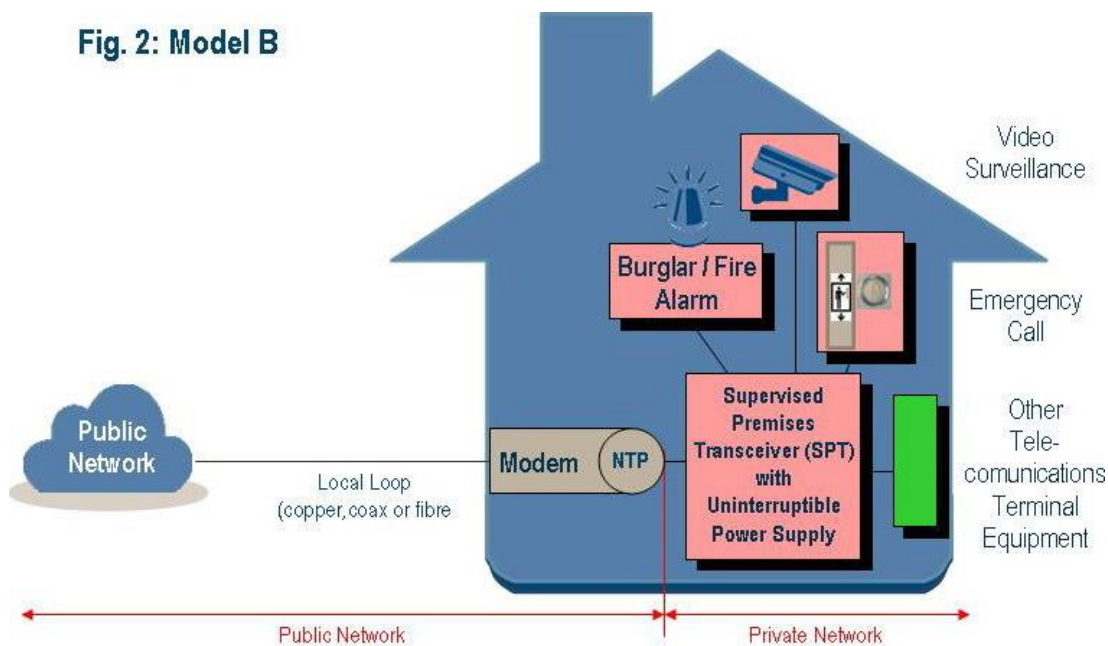 Fig. 2: Model B
Video
Surveillance
Burglar / Fire
Alarm
Emergency
Call
Public
Network
Local Loop
(copper, coax or fibre
Modem
NTP
Supervised
Premises
Transceiver (SPT)
with
Uninterruptible
Power Supply
Other
Tele-
comunications
Terminal
Equipment
Public Network
Private Network